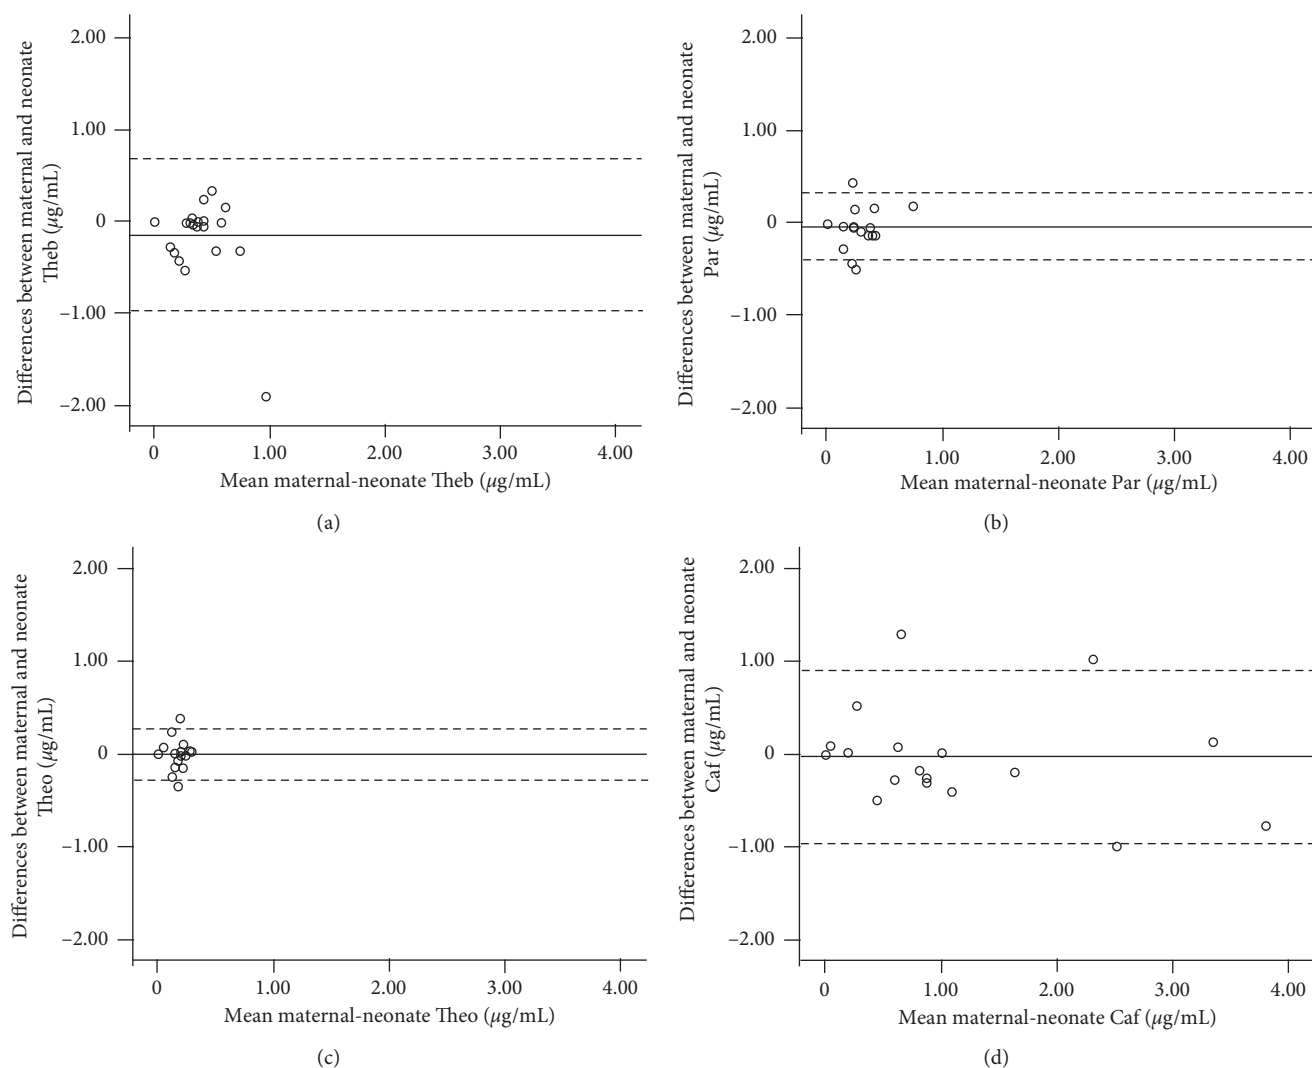 Differences between maternal and neonate
Theb (μg/mL)
2.00
1.00
0
–1.00
–2.00
0 1.00 2.00 3.00 4.00
Mean maternal-neonate Theb (μg/mL)
(a)
Differences between maternal and neonate
Par (μg/mL)
2.00
1.00
0
–1.00
–2.00
0 1.00 2.00 3.00 4.00
Mean maternal-neonate Par (μg/mL)
(b)
Differences between maternal and neonate
Theo (μg/mL)
2.00
1.00
0
–1.00
–2.00
0 1.00 2.00 3.00 4.00
Mean maternal-neonate Theo (μg/mL)
(c)
Differences between maternal and neonate
Caf (μg/mL)
2.00
1.00
0
–1.00
–2.00
0 1.00 2.00 3.00 4.00
Mean maternal-neonate Caf (μg/mL)
(d)